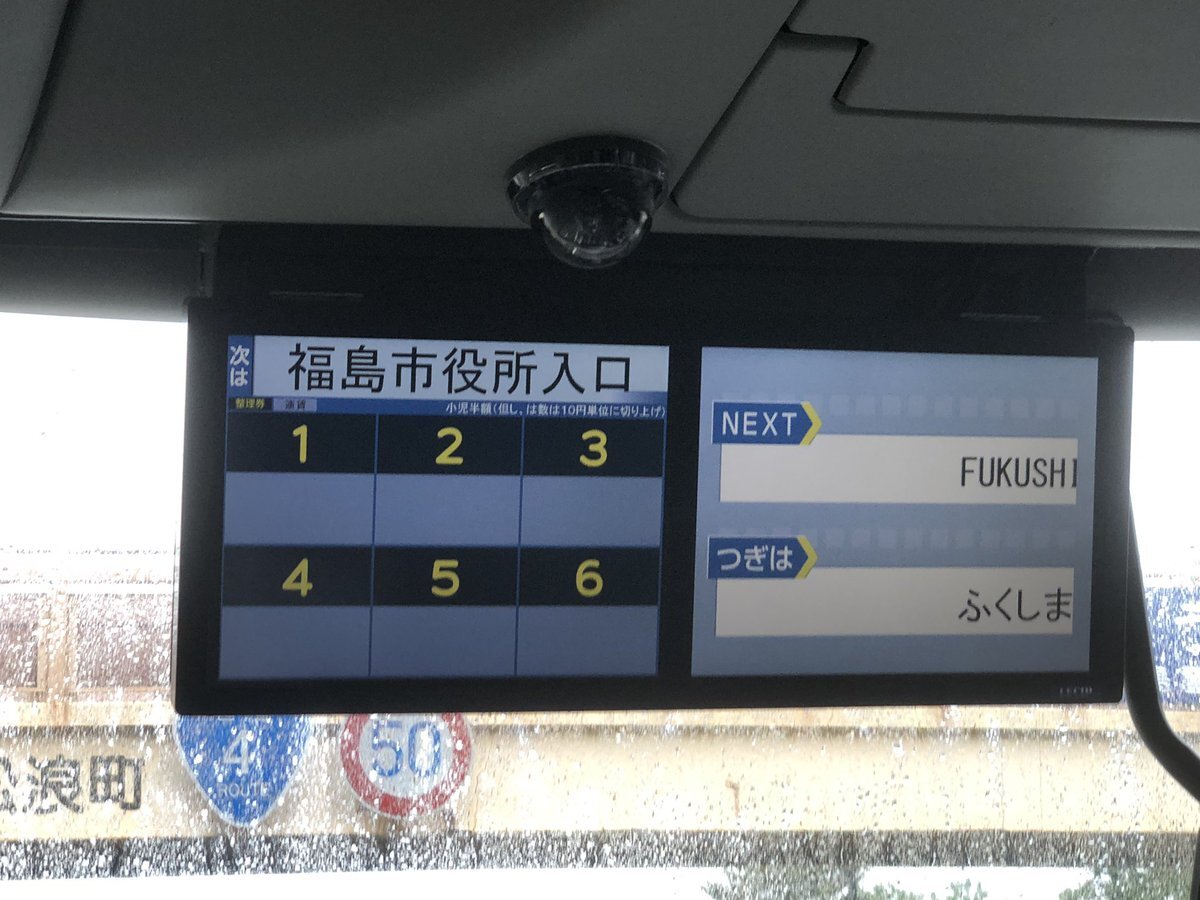 次は
福島市役所入口
整理券 運賃 小児半額(但し、は数は10円単位に切り上げ)
1 2 3
4 5 6
NEXT
FUKUSHI
つぎは
ふくしま
4
ROUTE
50
浪町